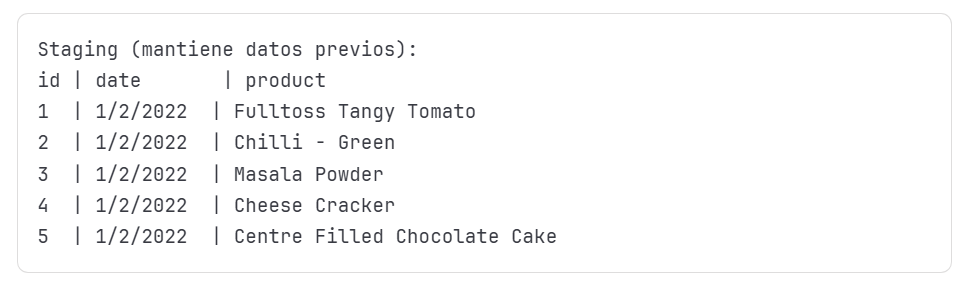 Staging (mantiene datos previos):
id | date       | product
1  | 1/2/2022  | Fulltoss Tangy Tomato
2  | 1/2/2022  | Chilli - Green
3  | 1/2/2022  | Masala Powder
4  | 1/2/2022  | Cheese Cracker
5  | 1/2/2022  | Centre Filled Chocolate Cake